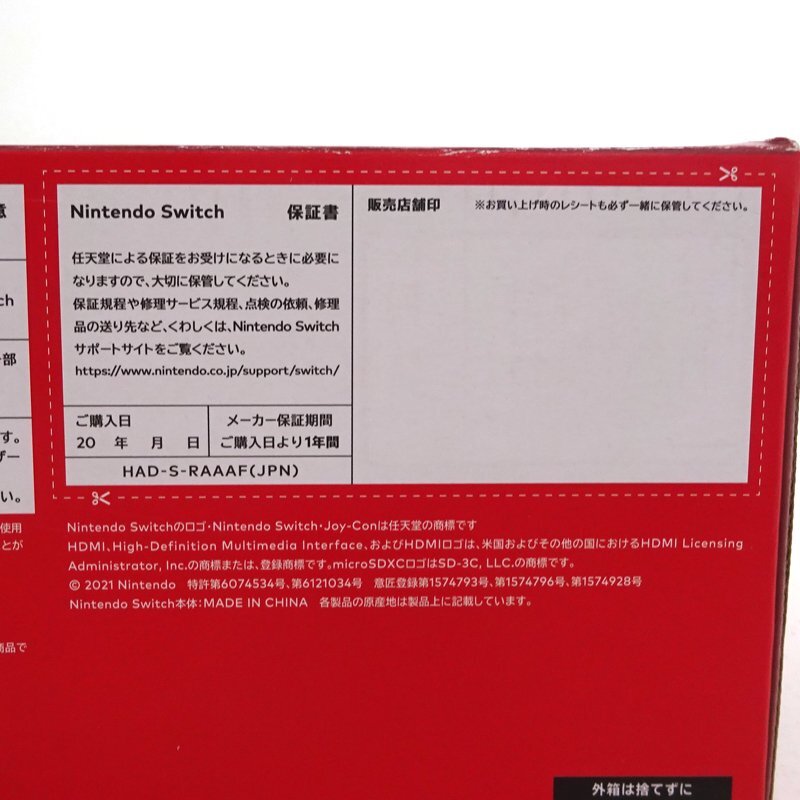 意
ch
部
す。
ザー
い。
使用
とが
商品で
Nintendo Switch 保証書
任天堂による保証をお受けになるときに必要に
なりますので、大切に保管してください。
保証規程や修理サービス規程、点検の依頼、修理
品の送り先など、くわしくは、Nintendo Switch
サポートサイトをご覧ください。
https://www.nintendo.co.jp/support/switch/
ご購入日
20 年 月 日
メーカー保証期間
ご購入日より1年間
HAD-S-RAAAF(JPN)
販売店舗印 ※お買い上げ時のレシートも必ず一緒に保管してください。
Nintendo Switchのロゴ・Nintendo Switch・Joy-Conは任天堂の商標です
HDMI、High-Definition Multimedia Interface、およびHDMIロゴは、米国およびその他の国におけるHDMI Licensing
Administrator, Inc.の商標または、登録商標です。microSDXCロゴはSD-3C, LLC.の商標です。
© 2021 Nintendo 特許第6074534号、第6121034号 意匠登録第1574793号、第1574796号、第1574928号
Nintendo Switch本体：MADE IN CHINA 各製品の原産地は製品上に記載しています。
外箱は捨てずに